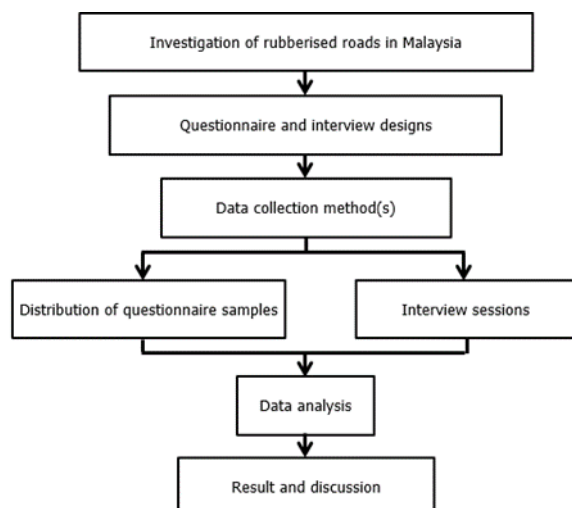 Investigation of rubberised roads in Malaysia
Questionnaire and interview designs
Data collection method(s)
Distribution of questionnaire samples
Interview sessions
Data analysis
Result and discussion